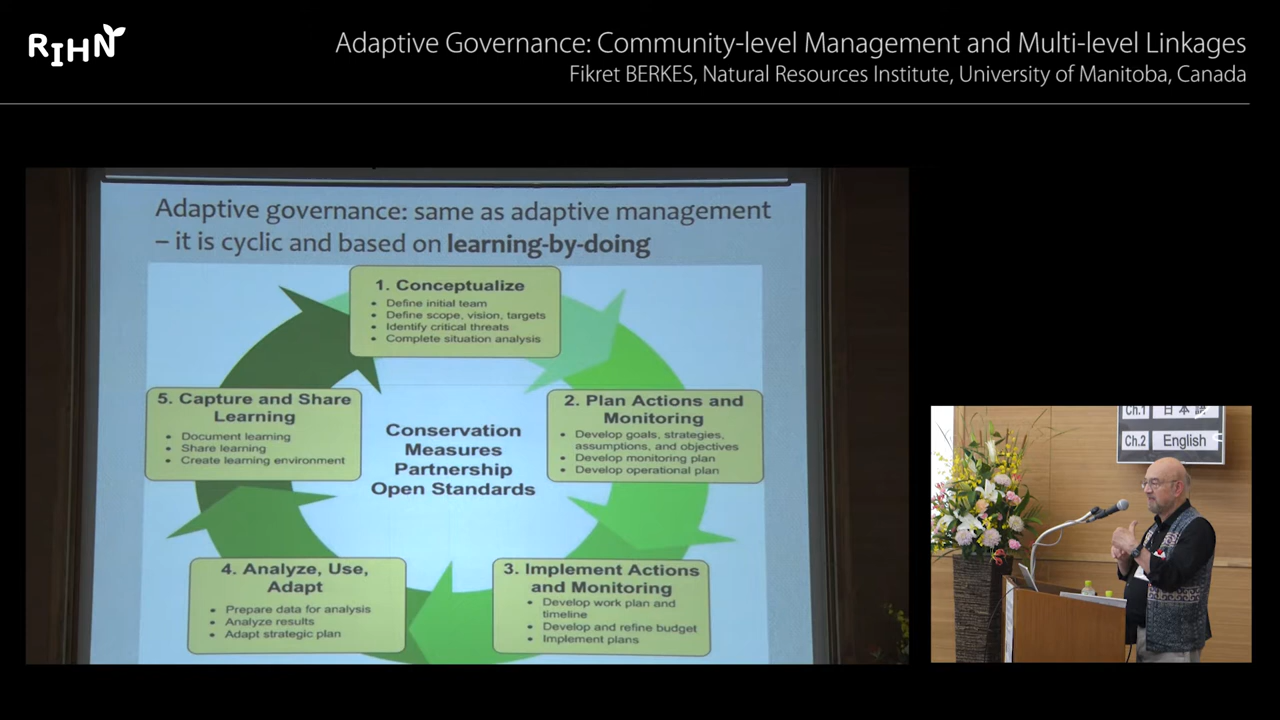 RIHN
Adaptive Governance: Community-level Management and Multi-level Linkages
Fikret BERKES, Natural Resources Institute, University of Manitoba, Canada
Adaptive governance: same as adaptive management
– it is cyclic and based on learning-by-doing
1. Conceptualize
• Define initial team
• Define scope, vision, targets
• Identify critical threats
• Complete situation analysis
2. Plan Actions and
Monitoring
• Develop goals, strategies,
assumptions, and objectives
• Develop monitoring plan
• Develop operational plan
3. Implement Actions
and Monitoring
• Develop work plan and
timeline
• Develop and refine budget
• Implement plans
4. Analyze, Use,
Adapt
• Prepare data for analysis
• Analyze results
• Adapt strategic plan
5. Capture and Share
Learning
• Document learning
• Share learning
• Create learning environment
Conservation
Measures
Partnership
Open Standards
Ch.1 日本語
Ch.2 English